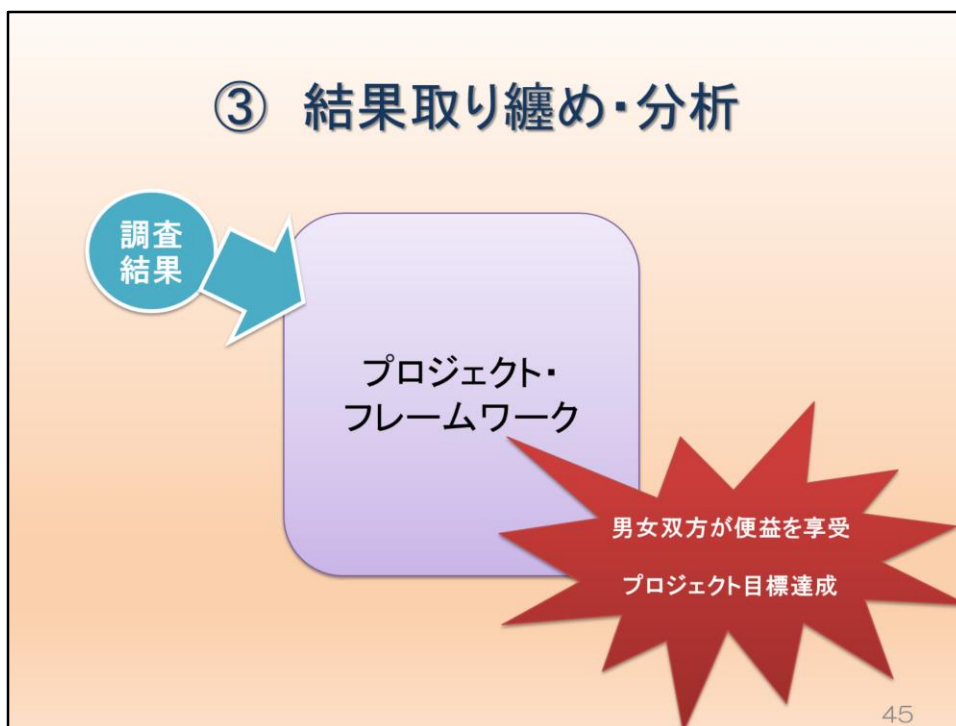 ③ 結果取り纏め・分析
調査
結果
プロジェクト・
フレームワーク
男女双方が便益を享受
プロジェクト目標達成
45